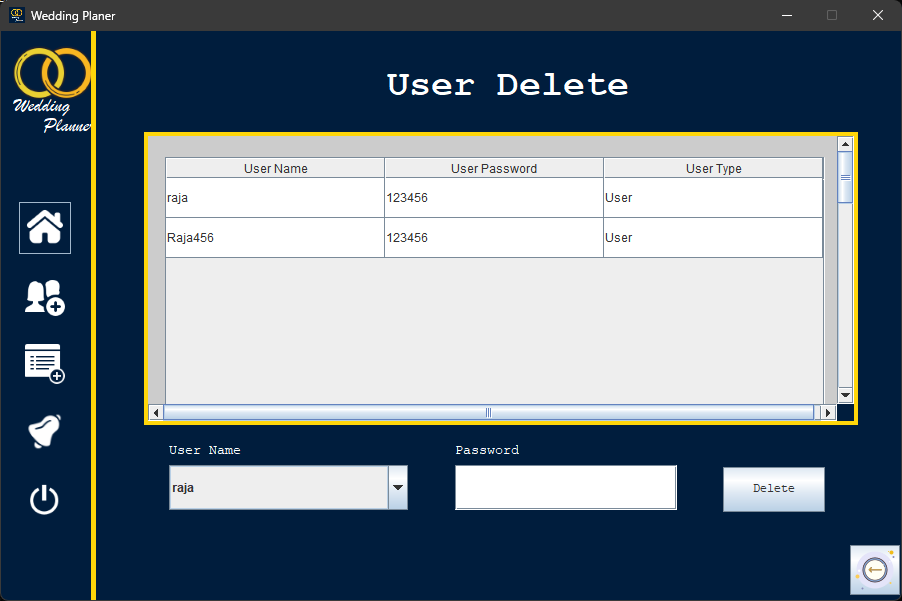 Wedding Planer
Wedding
Planne
User Delete
User Name User Password User Type
raja 123456 User
Raja456 123456 User
User Name Password
raja
Delete